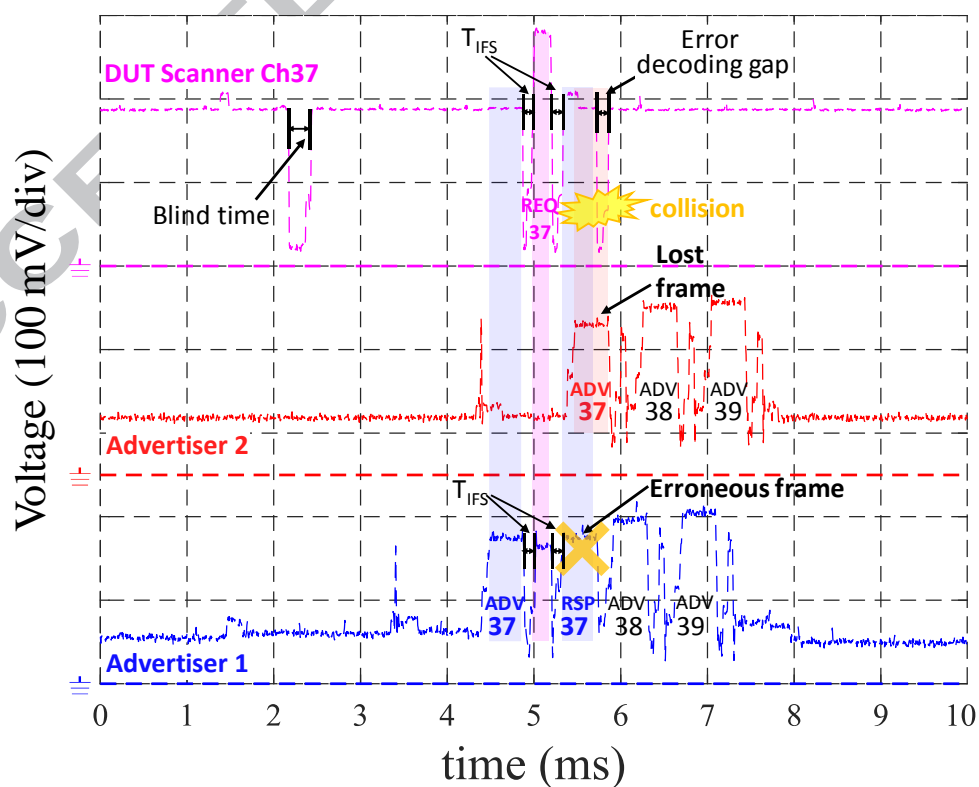 T_IFS
Error
decoding gap
DUT Scanner Ch37
Blind time
REQ
37
collision
Lost
frame
ADV
37
ADV
38
ADV
39
Advertiser 2
T_IFS
Erroneous frame
ADV
37
RSP
37
ADV
38
ADV
39
Advertiser 1
Voltage (100 mV/div)
0 1 2 3 4 5 6 7 8 9 10
time (ms)